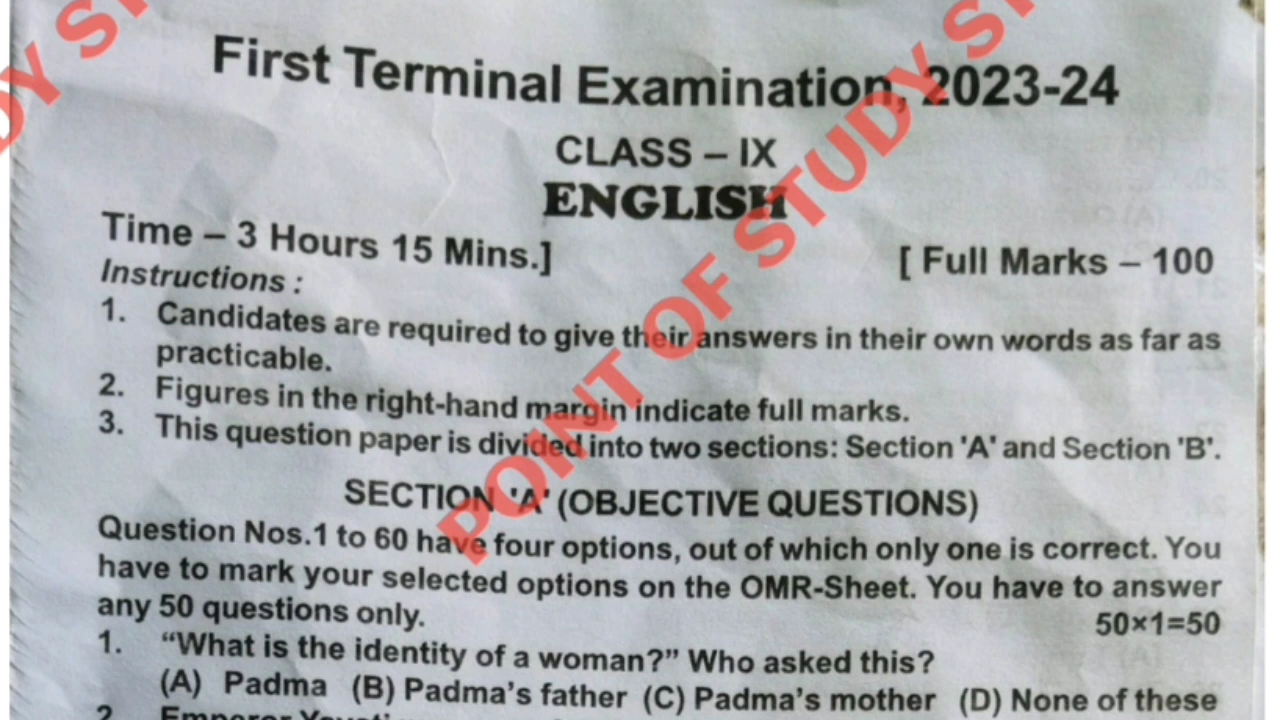 First Terminal Examination, 2023-24
CLASS – IX
ENGLISH
Time – 3 Hours 15 Mins.] [ Full Marks – 100
Instructions :
1. Candidates are required to give their answers in their own words as far as
practicable.
2. Figures in the right-hand margin indicate full marks.
3. This question paper is divided into two sections: Section 'A' and Section 'B'.
SECTION 'A' (OBJECTIVE QUESTIONS)
Question Nos.1 to 60 have four options, out of which only one is correct. You
have to mark your selected options on the OMR-Sheet. You have to answer
any 50 questions only. 50×1=50
1. “What is the identity of a woman?” Who asked this?
(A) Padma (B) Padma’s father (C) Padma’s mother (D) None of these
2. Emperor
POINT OF STUDY